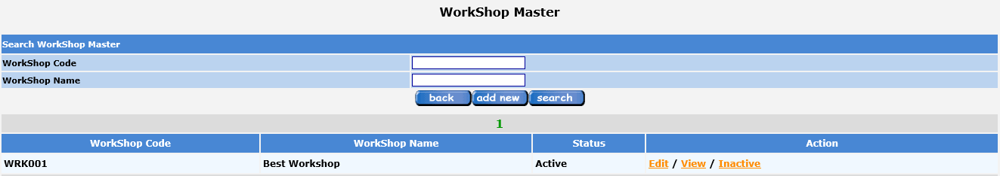 WorkShop Master
Search WorkShop Master
WorkShop Code
WorkShop Name
back add new search
1
WorkShop Code WorkShop Name Status Action
WRK001 Best Workshop Active Edit / View / Inactive